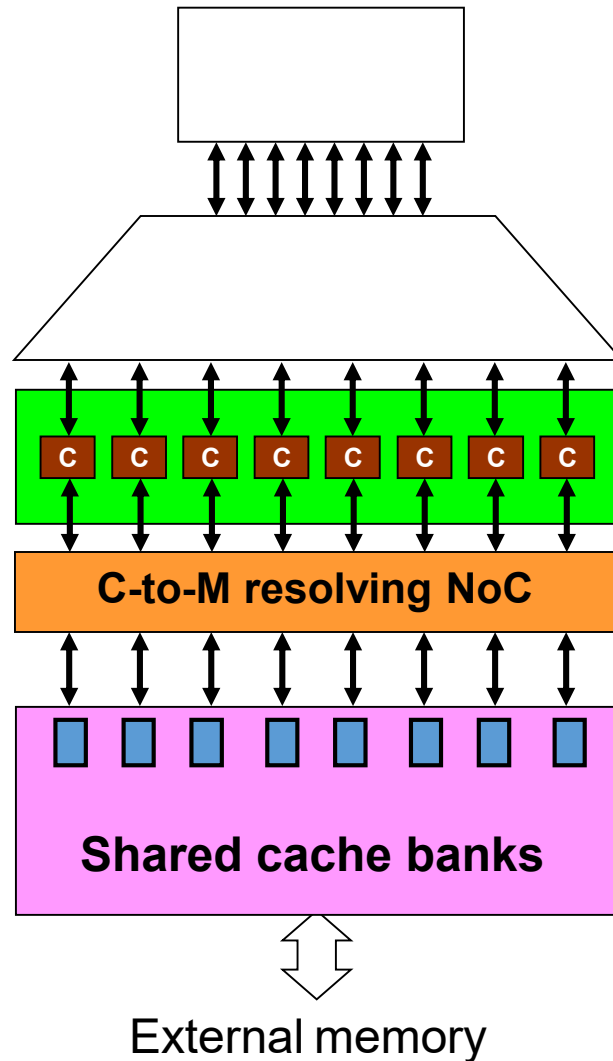 C C C C C C C C
C-to-M resolving NoC
Shared cache banks
External memory